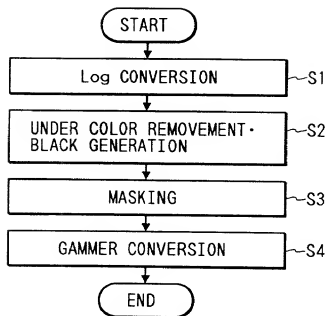 START
Log CONVERSION
S1
UNDER COLOR REMOVEMENT·
BLACK GENERATION
S2
MASKING
S3
GAMMER CONVERSION
S4
END